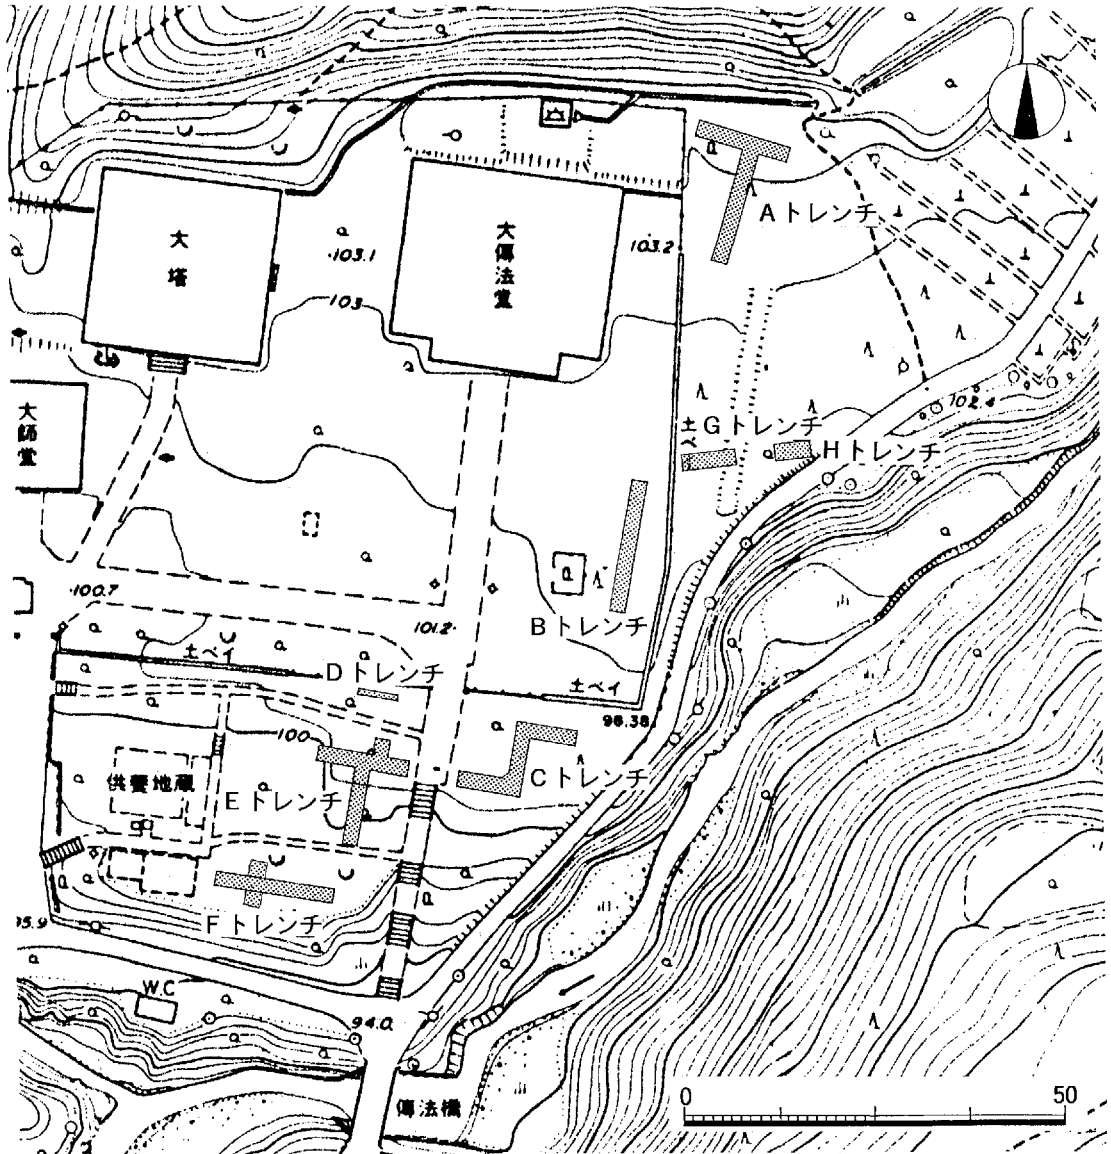 Aトレンチ
大塔
大傳法堂
103.2
103.1
103
大師堂
102.4
土ベイ
Gトレンチ
Hトレンチ
100.7
101.2
Bトレンチ
土ベイ
Dトレンチ
土ベイ
98.38
100
供養地蔵
Cトレンチ
Eトレンチ
Fトレンチ
95.9
W.C
94.0
傳法橋
0 50